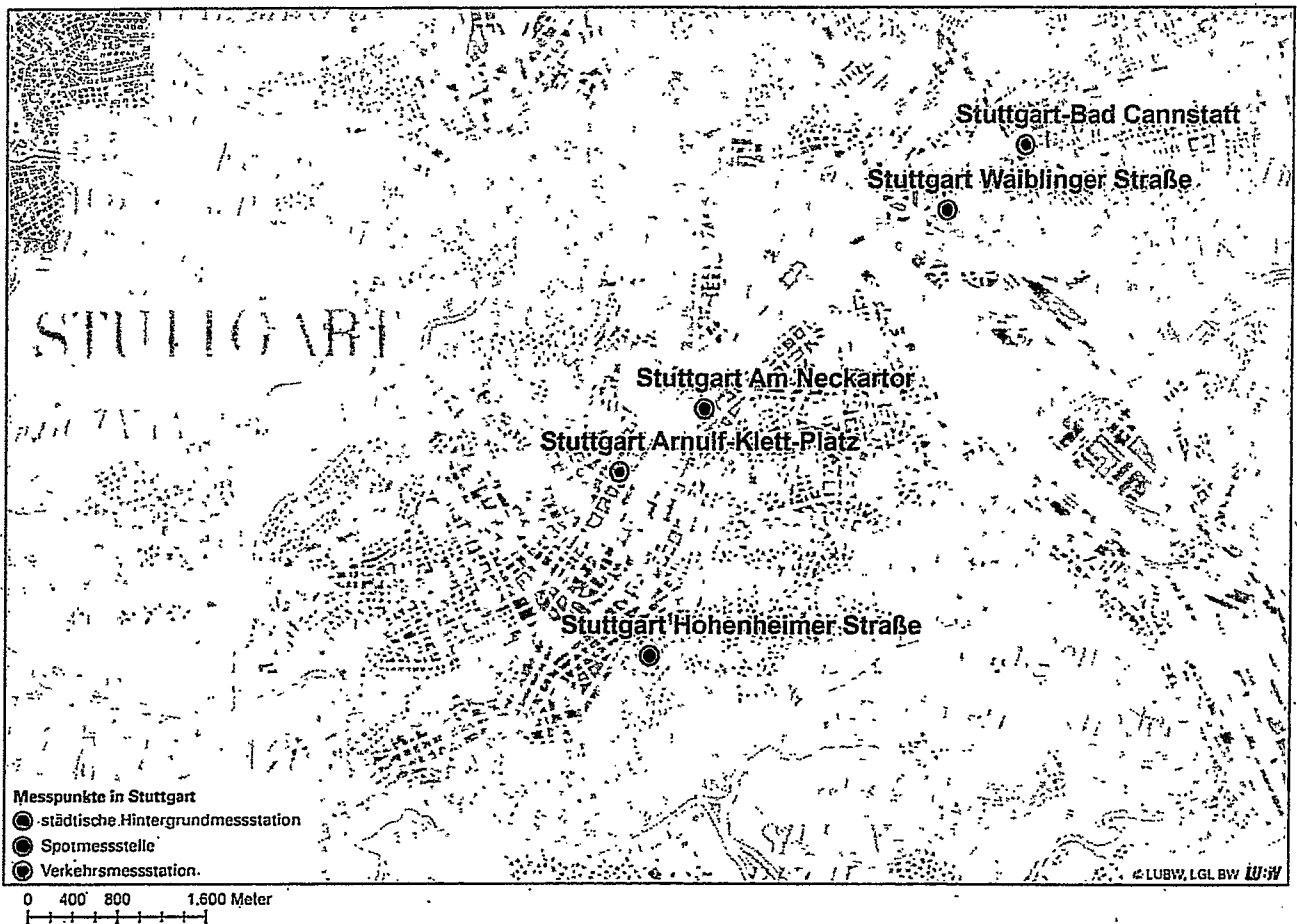 Stuttgart-Bad Cannstatt
Stuttgart Waiblinger Straße
STUTTGART
Stuttgart Am Neckartor
Stuttgart Arnulf-Klett-Platz
Stuttgart Hohenheimer Straße
Messpunkte in Stuttgart
städtische Hintergrundmessstation
Spotmessstelle
Verkehrsmessstation
© LUBW, LGL BW
0 400 800 1.600 Meter